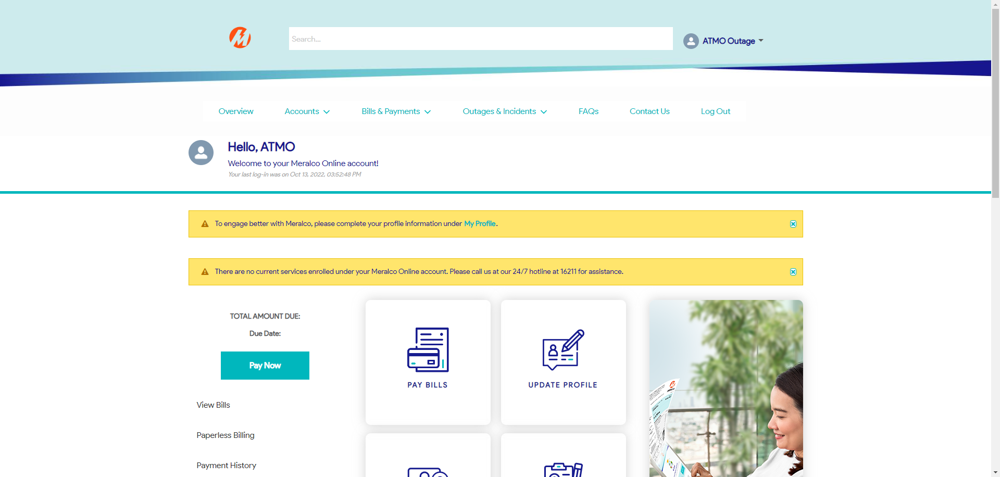 Search...
ATMO Outage
Overview
Accounts
Bills & Payments
Outages & Incidents
FAQs
Contact Us
Log Out
Hello, ATMO
Welcome to your Meralco Online account!
Your last log-in was on Oct 13, 2022, 03:52:48 PM
To engage better with Meralco, please complete your profile information under My Profile.
There are no current services enrolled under your Meralco Online account. Please call us at our 24/7 hotline at 16211 for assistance.
TOTAL AMOUNT DUE:
Due Date:
Pay Now
View Bills
Paperless Billing
Payment History
PAY BILLS
UPDATE PROFILE